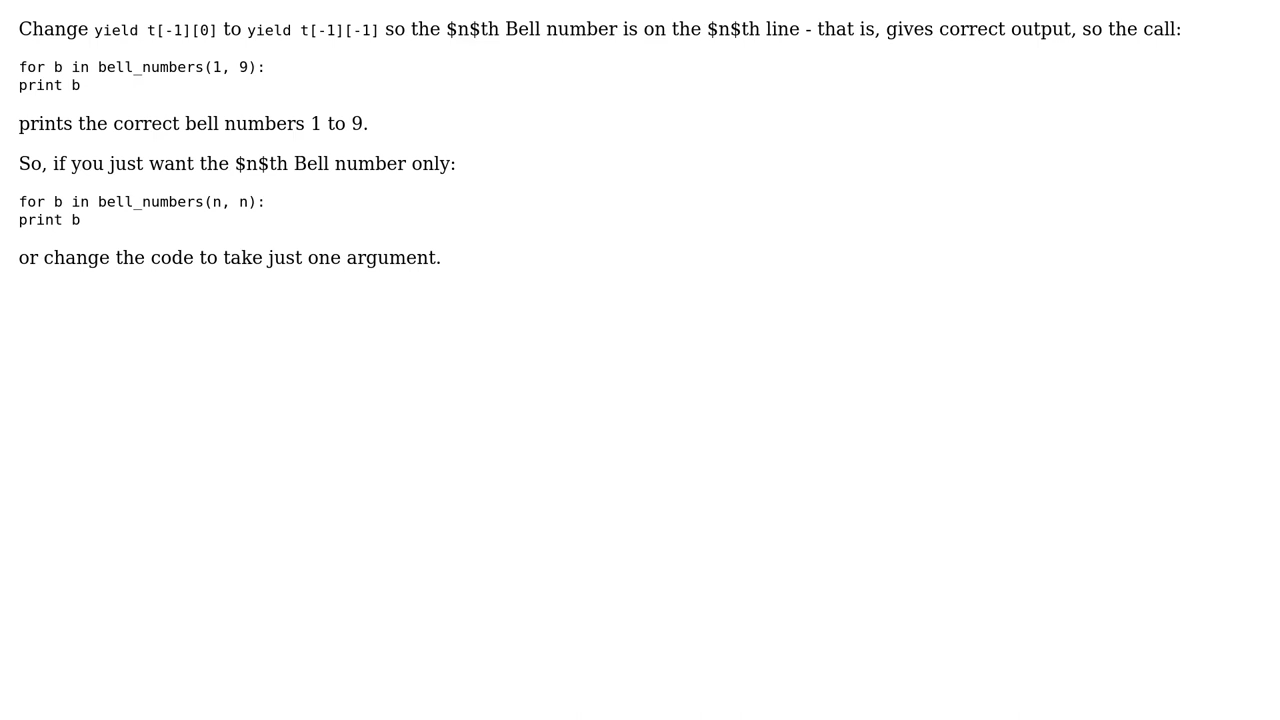 Change yield t[-1][0] to yield t[-1][-1] so the $n$th Bell number is on the $n$th line - that is, gives correct output, so the call:
for b in bell_numbers(1, 9):
print b
prints the correct bell numbers 1 to 9.
So, if you just want the $n$th Bell number only:
for b in bell_numbers(n, n):
print b
or change the code to take just one argument.